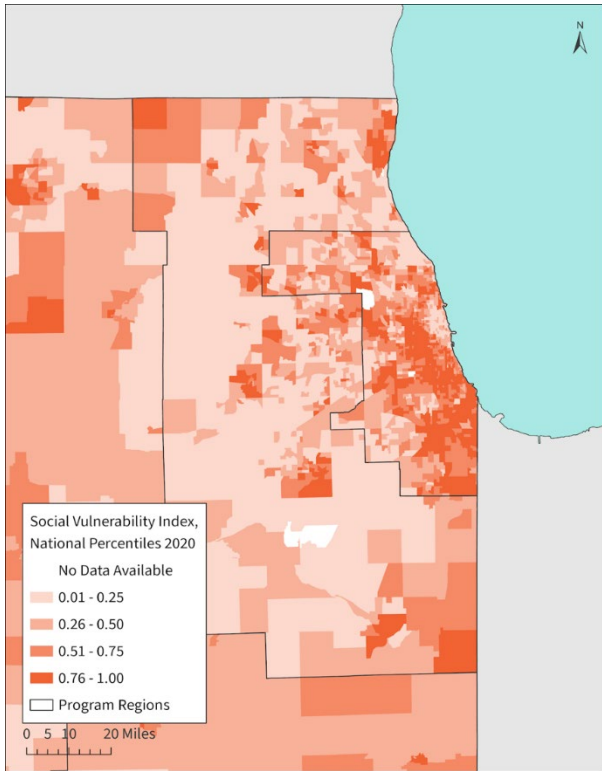 N
Social Vulnerability Index,
National Percentiles 2020
No Data Available
0.01 - 0.25
0.26 - 0.50
0.51 - 0.75
0.76 - 1.00
Program Regions
0 5 10 20 Miles